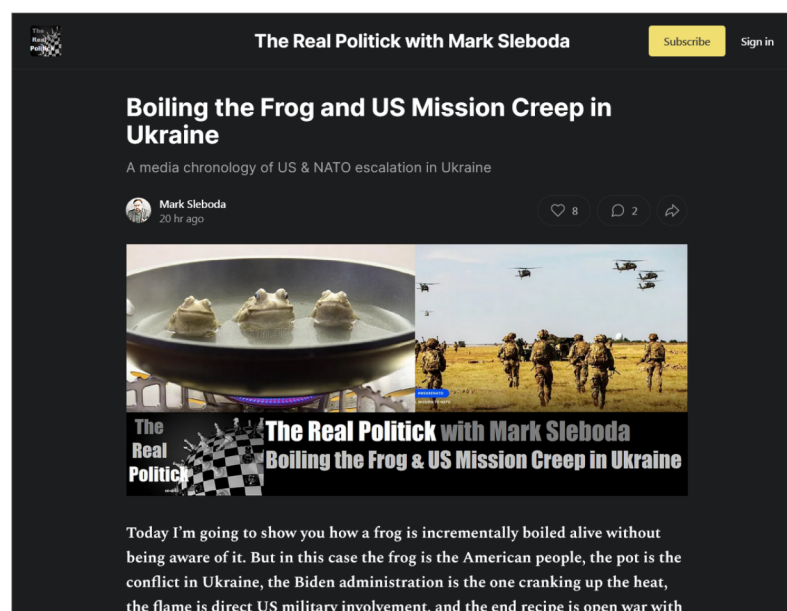 The
Real
Politick
The Real Politick with Mark Sleboda
Subscribe
Sign in
Boiling the Frog and US Mission Creep in
Ukraine
A media chronology of US & NATO escalation in Ukraine
Mark Sleboda
20 hr ago
8
2
The
Real
Politick
The Real Politick with Mark Sleboda
Boiling the Frog & US Mission Creep in Ukraine
Today I'm going to show you how a frog is incrementally boiled alive without
being aware of it. But in this case the frog is the American people, the pot is the
conflict in Ukraine, the Biden administration is the one cranking up the heat,
the flame is direct US military involvement, and the end recipe is open war with